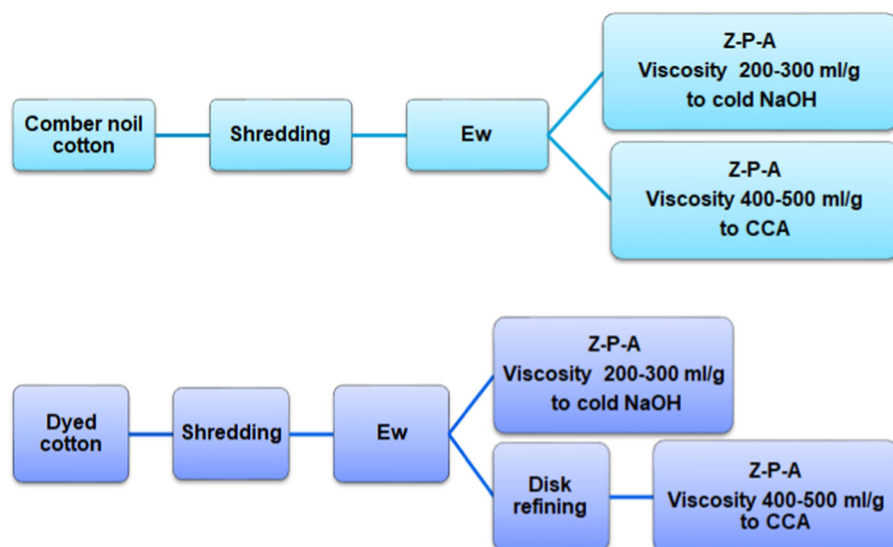 Comber noil
cotton
Shredding
Ew
Z-P-A
Viscosity 200-300 ml/g
to cold NaOH
Z-P-A
Viscosity 400-500 ml/g
to CCA
Dyed
cotton
Shredding
Ew
Z-P-A
Viscosity 200-300 ml/g
to cold NaOH
Disk
refining
Z-P-A
Viscosity 400-500 ml/g
to CCA